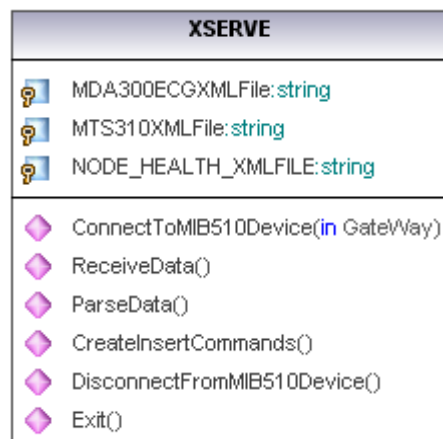 XSERVE
MDA300ECGXMLFile:string
MTS310XMLFile:string
NODE_HEALTH_XMLFILE:string
ConnectToMIB510Device(in GateWay)
ReceiveData()
ParseData()
CreateInsertCommands()
DisconnectFromMIB510Device()
Exit()